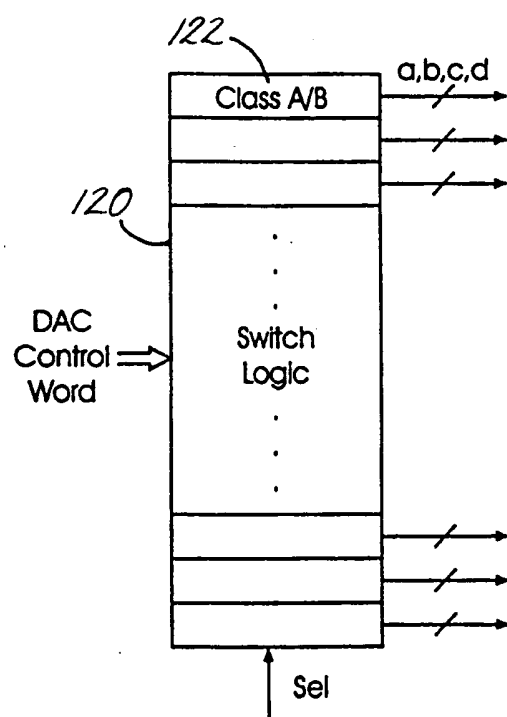 122
a,b,c,d
Class A/B
120
DAC
Control
Word
Switch
Logic
Sel